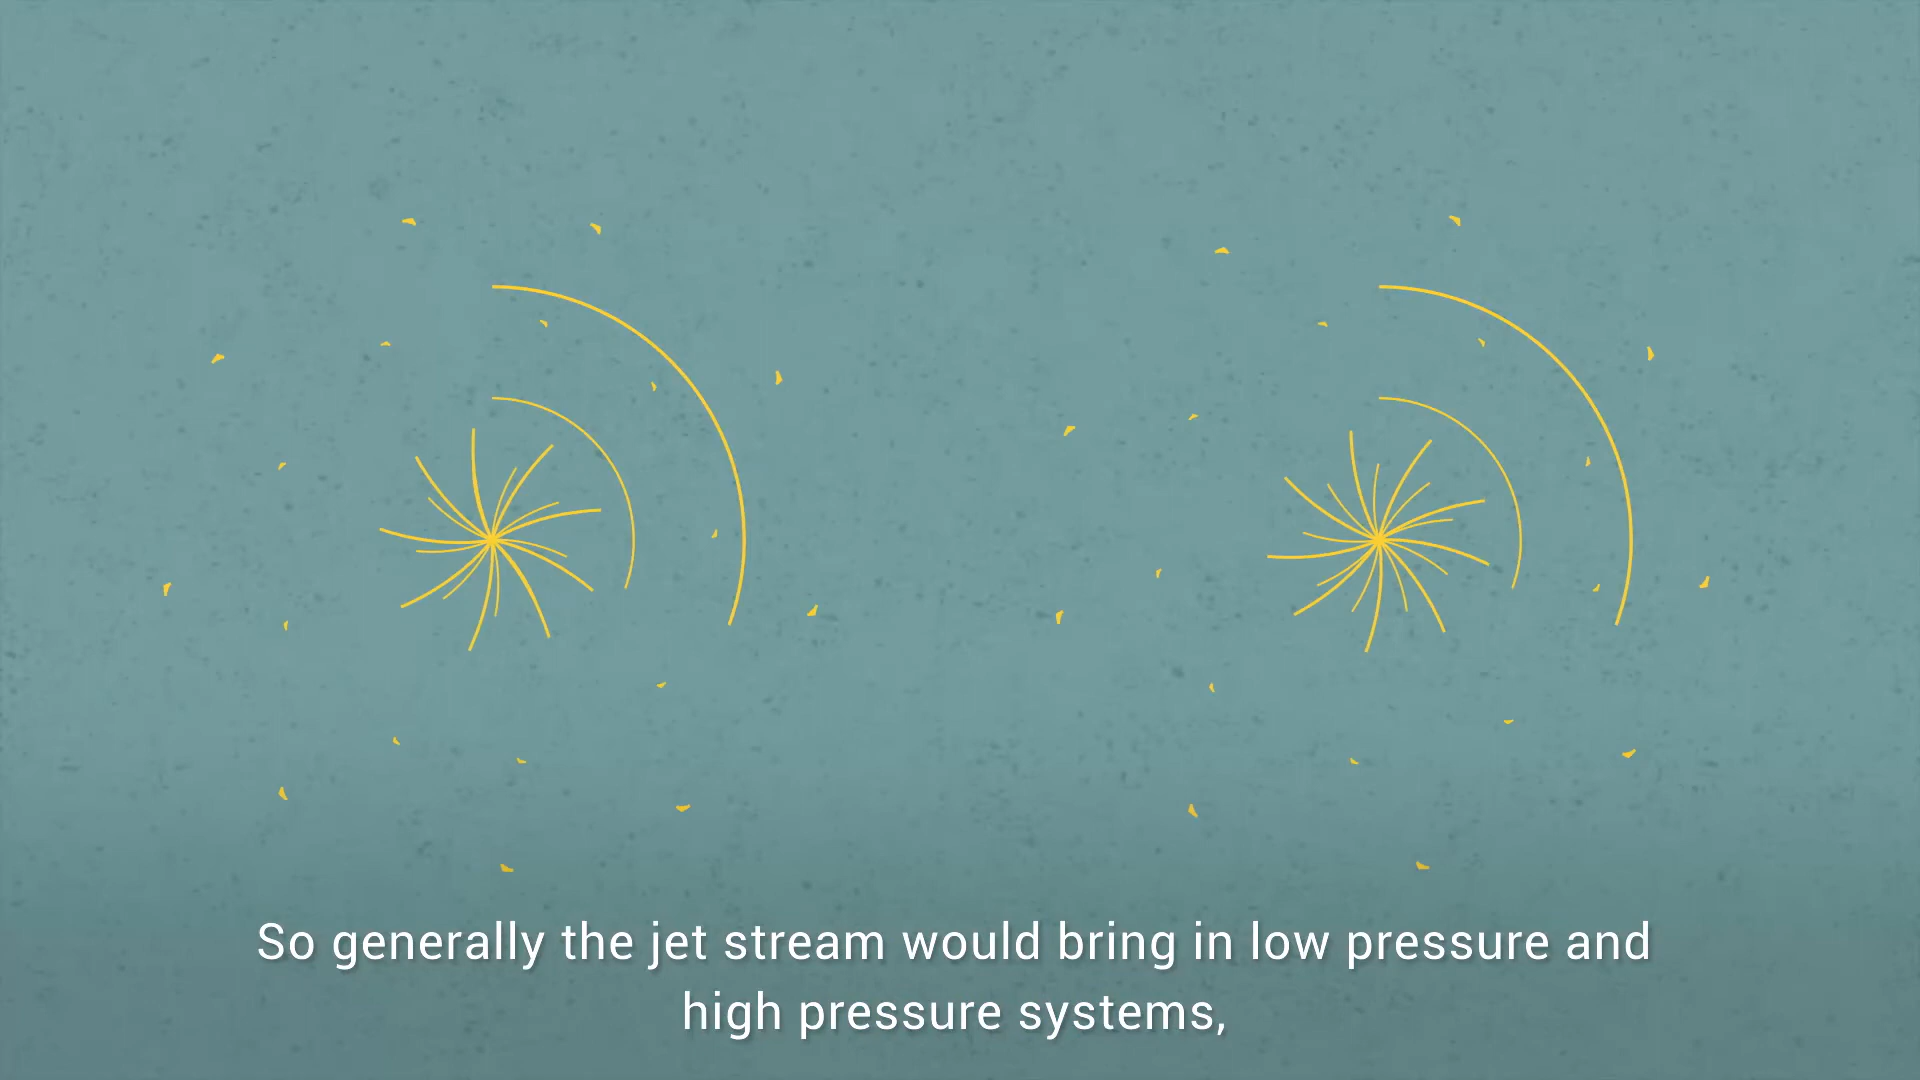 So generally the jet stream would bring in low pressure and
high pressure systems,